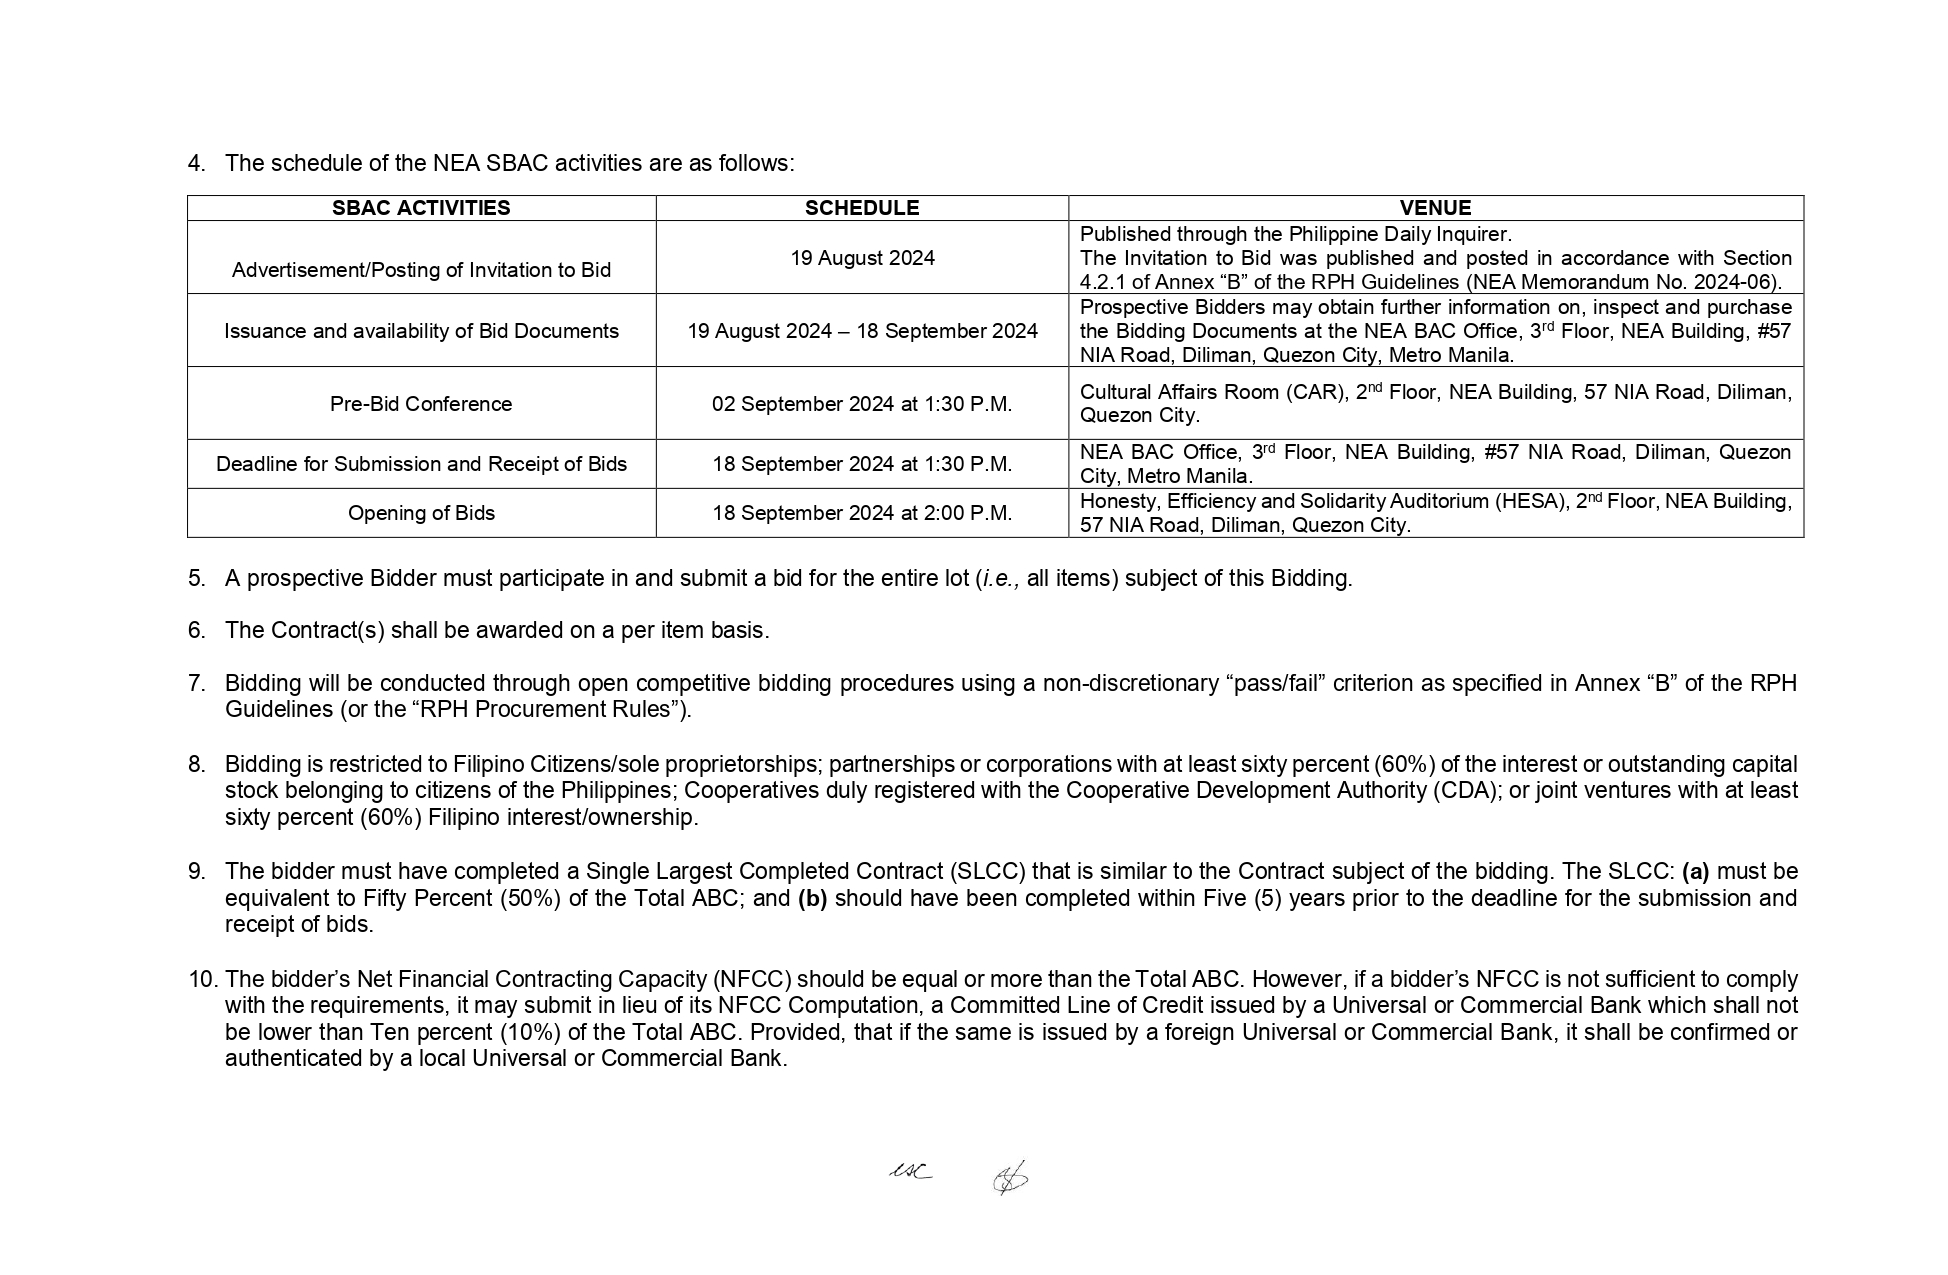 4. The schedule of the NEA SBAC activities are as follows:
SBAC ACTIVITIES
SCHEDULE
VENUE
Advertisement/Posting of Invitation to Bid
19 August 2024
Published through the Philippine Daily Inquirer.
The Invitation to Bid was published and posted in accordance with Section
4.2.1 of Annex “B” of the RPH Guidelines (NEA Memorandum No. 2024-06).
Issuance and availability of Bid Documents
19 August 2024 – 18 September 2024
Prospective Bidders may obtain further information on, inspect and purchase
the Bidding Documents at the NEA BAC Office, 3rd Floor, NEA Building, #57
NIA Road, Diliman, Quezon City, Metro Manila.
Pre-Bid Conference
02 September 2024 at 1:30 P.M.
Cultural Affairs Room (CAR), 2nd Floor, NEA Building, 57 NIA Road, Diliman,
Quezon City.
Deadline for Submission and Receipt of Bids
18 September 2024 at 1:30 P.M.
NEA BAC Office, 3rd Floor, NEA Building, #57 NIA Road, Diliman, Quezon
City, Metro Manila.
Opening of Bids
18 September 2024 at 2:00 P.M.
Honesty, Efficiency and Solidarity Auditorium (HESA), 2nd Floor, NEA Building,
57 NIA Road, Diliman, Quezon City.
5. A prospective Bidder must participate in and submit a bid for the entire lot (i.e., all items) subject of this Bidding.
6. The Contract(s) shall be awarded on a per item basis.
7. Bidding will be conducted through open competitive bidding procedures using a non-discretionary “pass/fail” criterion as specified in Annex “B” of the RPH
Guidelines (or the “RPH Procurement Rules”).
8. Bidding is restricted to Filipino Citizens/sole proprietorships; partnerships or corporations with at least sixty percent (60%) of the interest or outstanding capital
stock belonging to citizens of the Philippines; Cooperatives duly registered with the Cooperative Development Authority (CDA); or joint ventures with at least
sixty percent (60%) Filipino interest/ownership.
9. The bidder must have completed a Single Largest Completed Contract (SLCC) that is similar to the Contract subject of the bidding. The SLCC: (a) must be
equivalent to Fifty Percent (50%) of the Total ABC; and (b) should have been completed within Five (5) years prior to the deadline for the submission and
receipt of bids.
10. The bidder’s Net Financial Contracting Capacity (NFCC) should be equal or more than the Total ABC. However, if a bidder’s NFCC is not sufficient to comply
with the requirements, it may submit in lieu of its NFCC Computation, a Committed Line of Credit issued by a Universal or Commercial Bank which shall not
be lower than Ten percent (10%) of the Total ABC. Provided, that if the same is issued by a foreign Universal or Commercial Bank, it shall be confirmed or
authenticated by a local Universal or Commercial Bank.